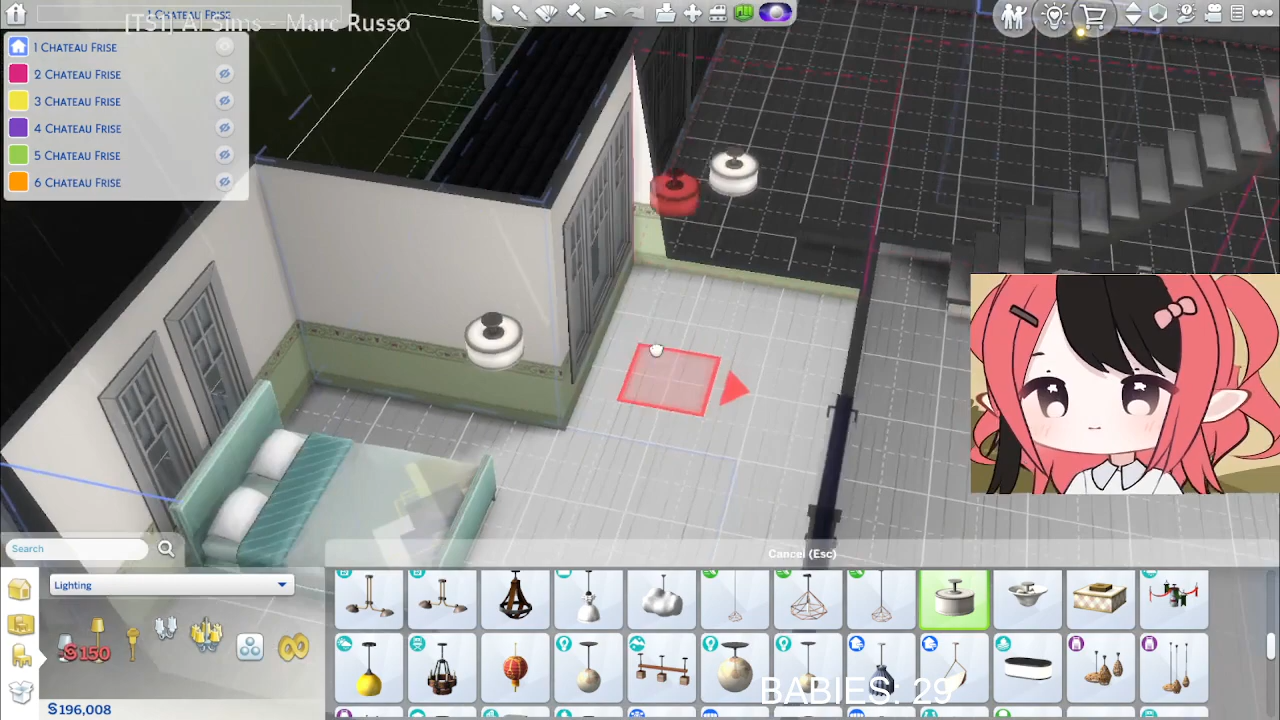 1 CHATEAU FRISE
[TS!] AI Sims - Marc Russo
1 CHATEAU FRISE
2 CHATEAU FRISE
3 CHATEAU FRISE
4 CHATEAU FRISE
5 CHATEAU FRISE
6 CHATEAU FRISE
Search
Cancel (Esc)
Lighting
§150
BABIES: 29
§196,008